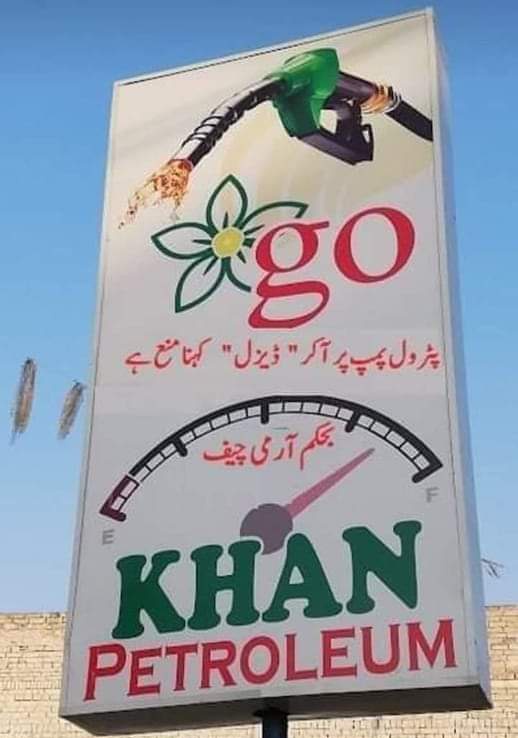 go
پٹرول پمپ پر آکر "ڈیزل" کہنا منع ہے
بحکم آرمی چیف
E F
KHAN
PETROLEUM